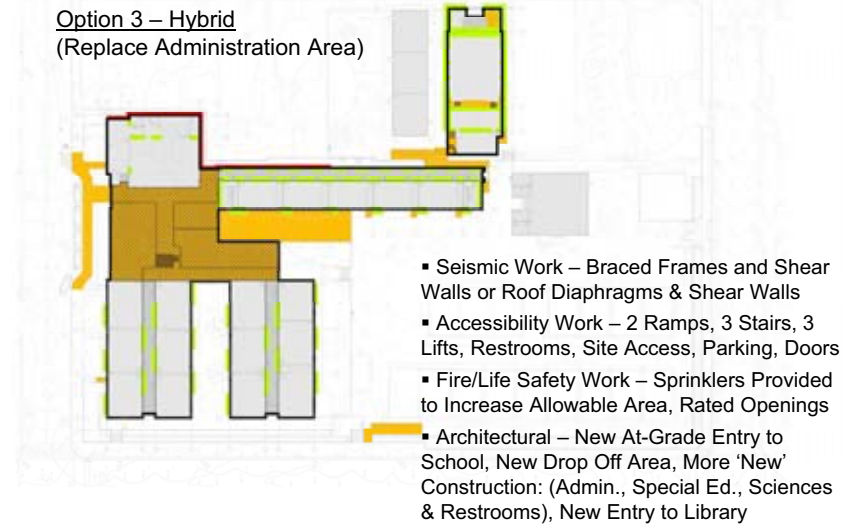 Option 3 – Hybrid
(Replace Administration Area)
▪ Seismic Work – Braced Frames and Shear
Walls or Roof Diaphragms & Shear Walls
▪ Accessibility Work – 2 Ramps, 3 Stairs, 3
Lifts, Restrooms, Site Access, Parking, Doors
▪ Fire/Life Safety Work – Sprinklers Provided
to Increase Allowable Area, Rated Openings
▪ Architectural – New At-Grade Entry to
School, New Drop Off Area, More ‘New’
Construction: (Admin., Special Ed., Sciences
& Restrooms), New Entry to Library